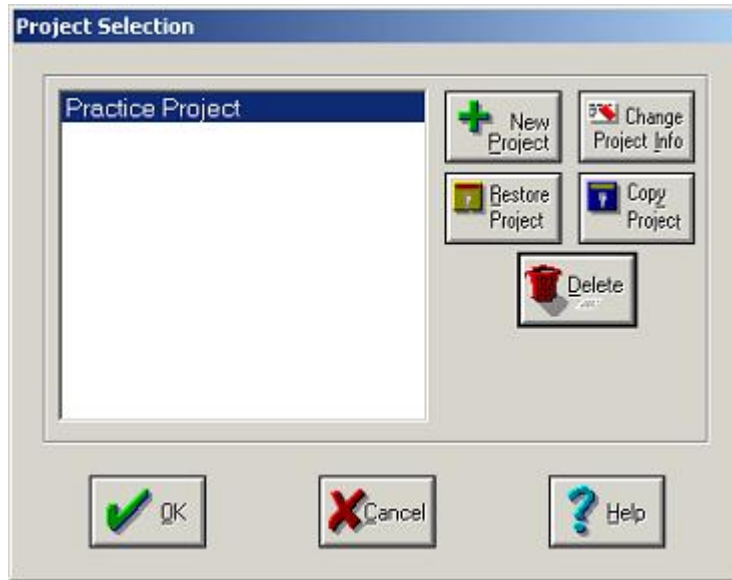 Project Selection
Practice Project
New
Project
Change
Project Info
Restore
Project
Copy
Project
Delete
OK
Cancel
Help